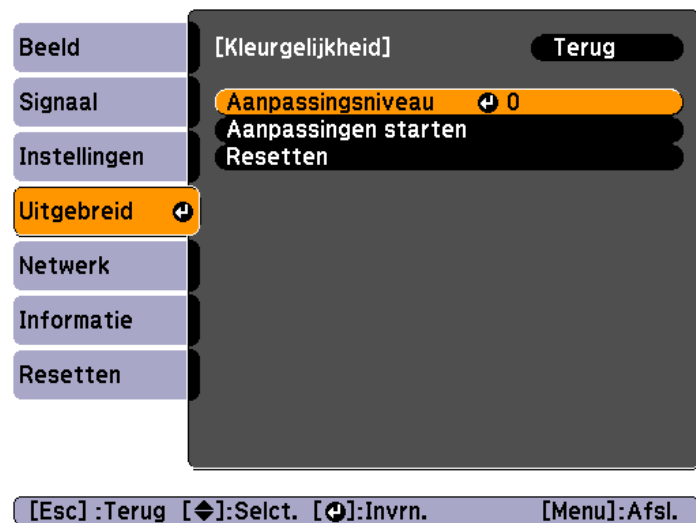 Beeld
Signaal
Instellingen
Uitgebreid
Netwerk
Informatie
Resetten
[Kleurgelijkheid] Terug
Aanpassingsniveau 0
Aanpassingen starten
Resetten
[Esc] :Terug [◆]:Selct. [↵]:Invrn. [Menu]:Afsl.